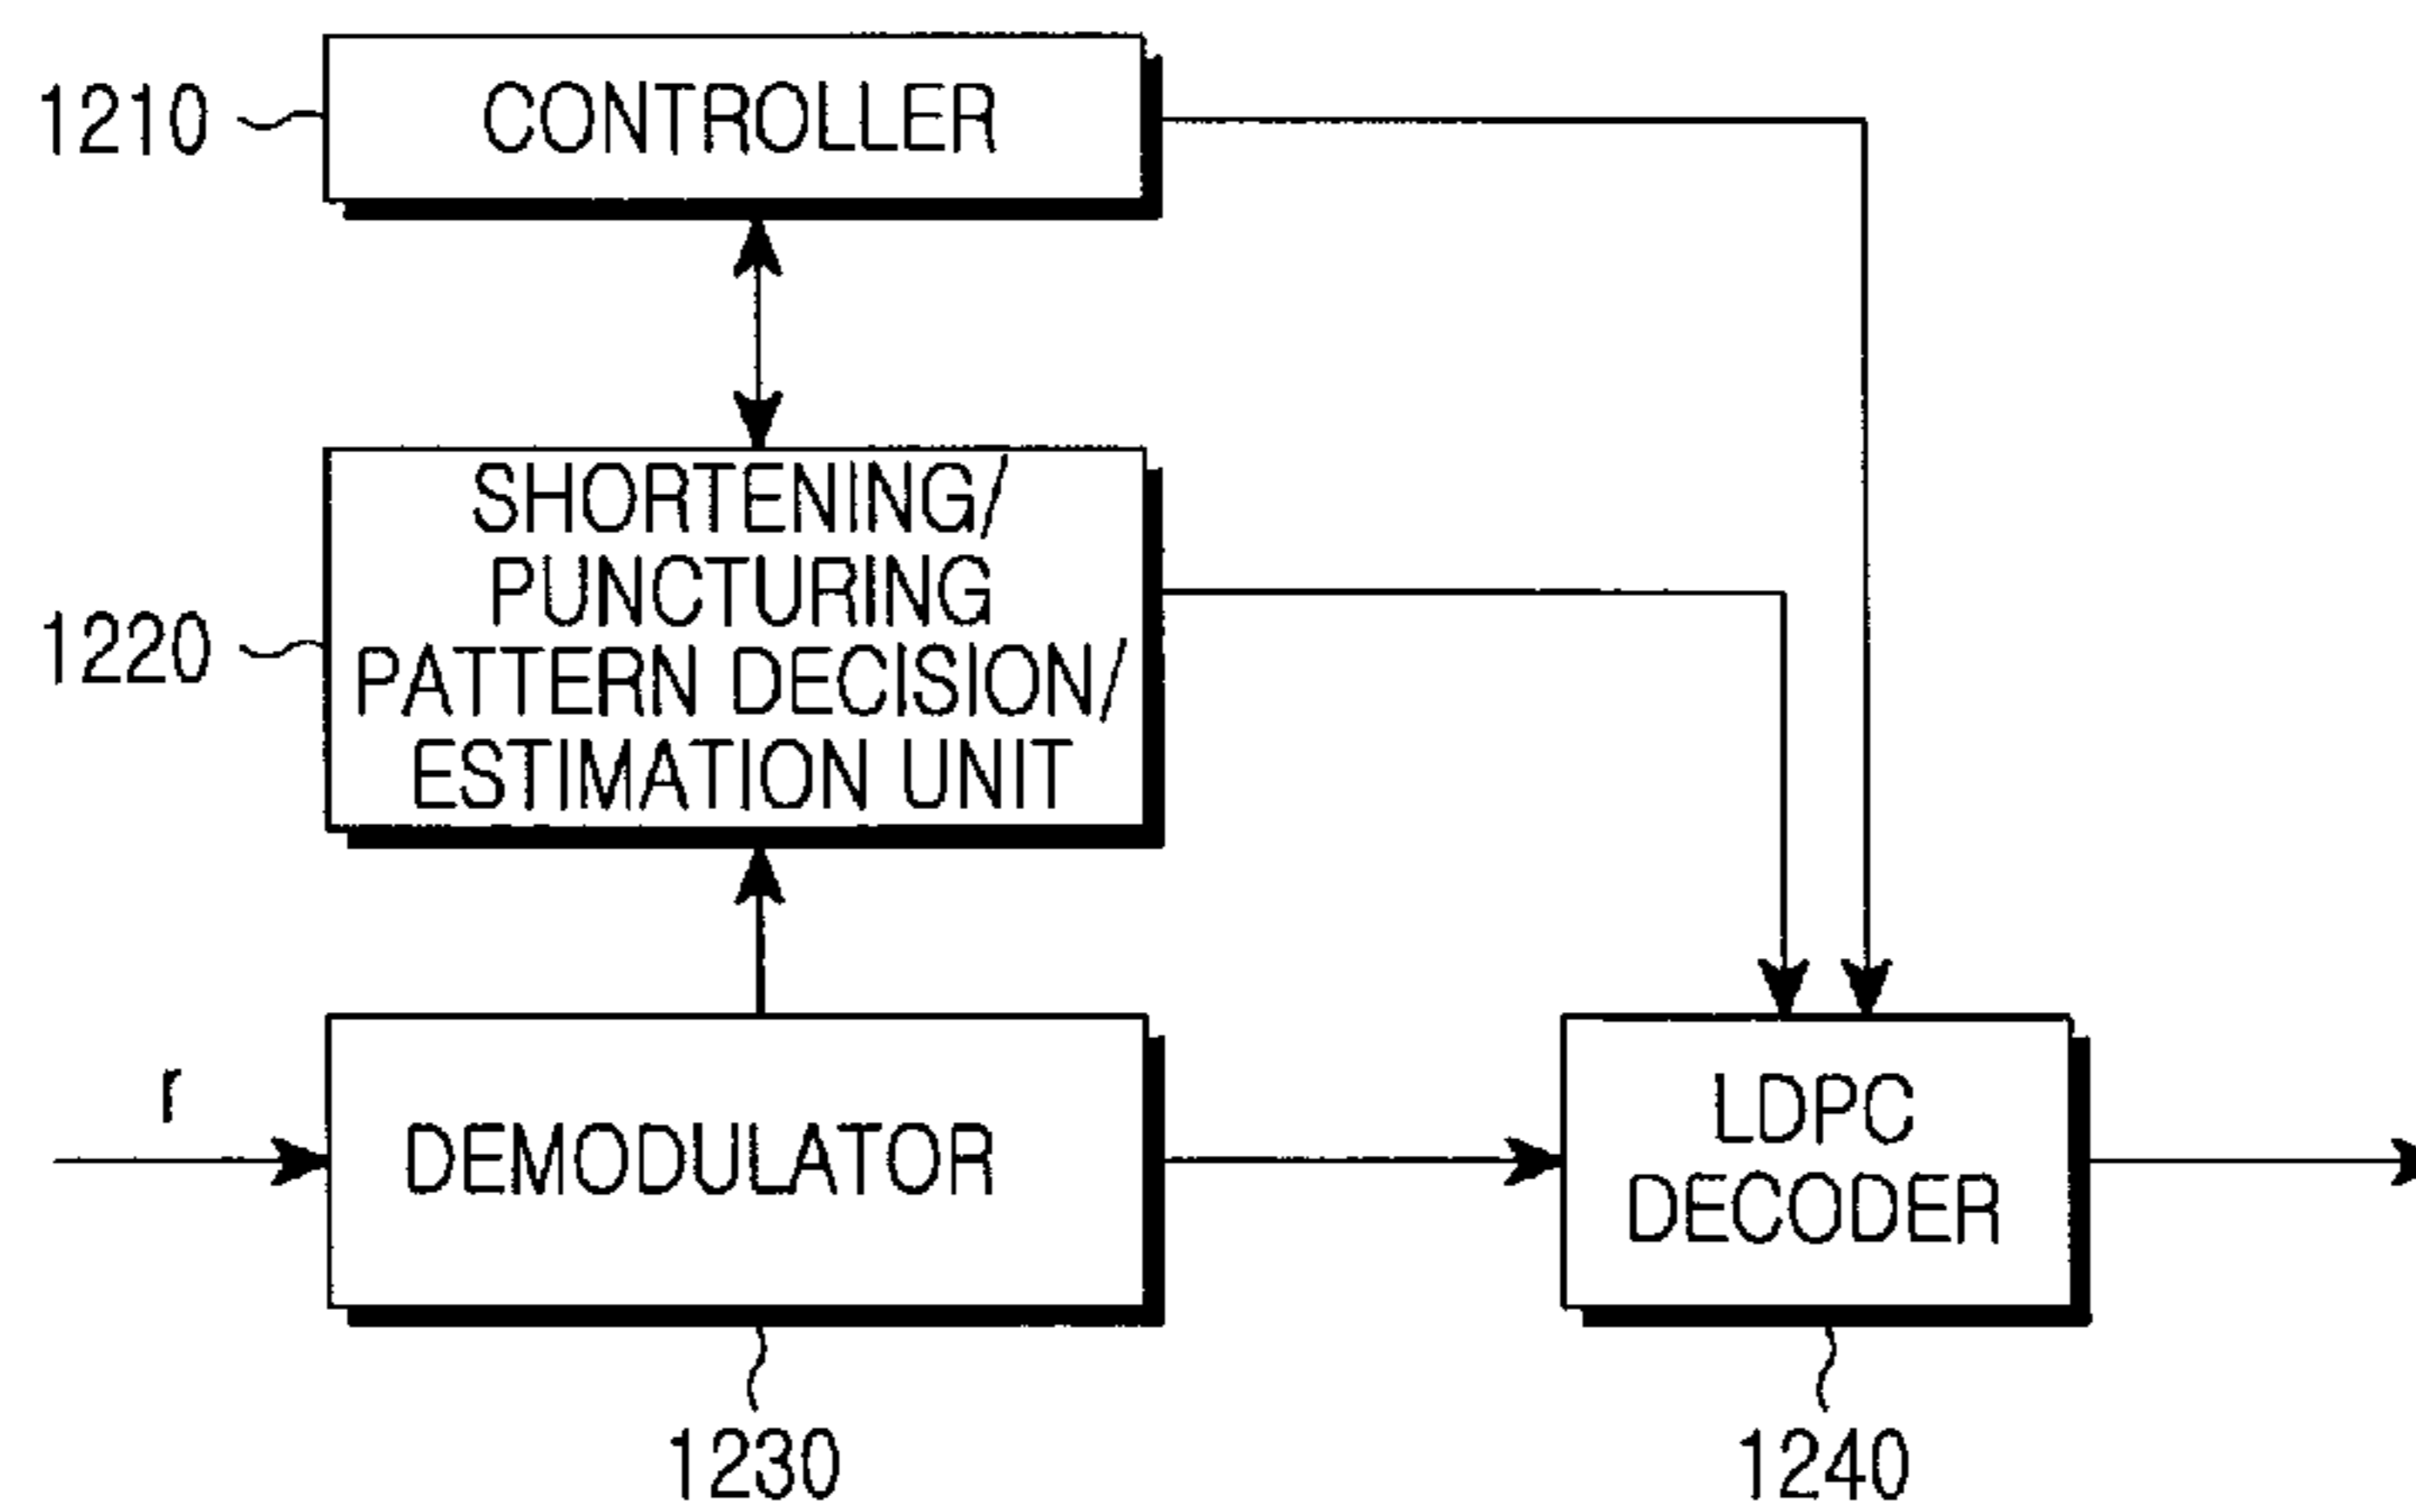 1210
CONTROLLER
1220
SHORTENING/
PUNCTURING
PATTERN DECISION/
ESTIMATION UNIT
r
DEMODULATOR
LDPC
DECODER
1230
1240